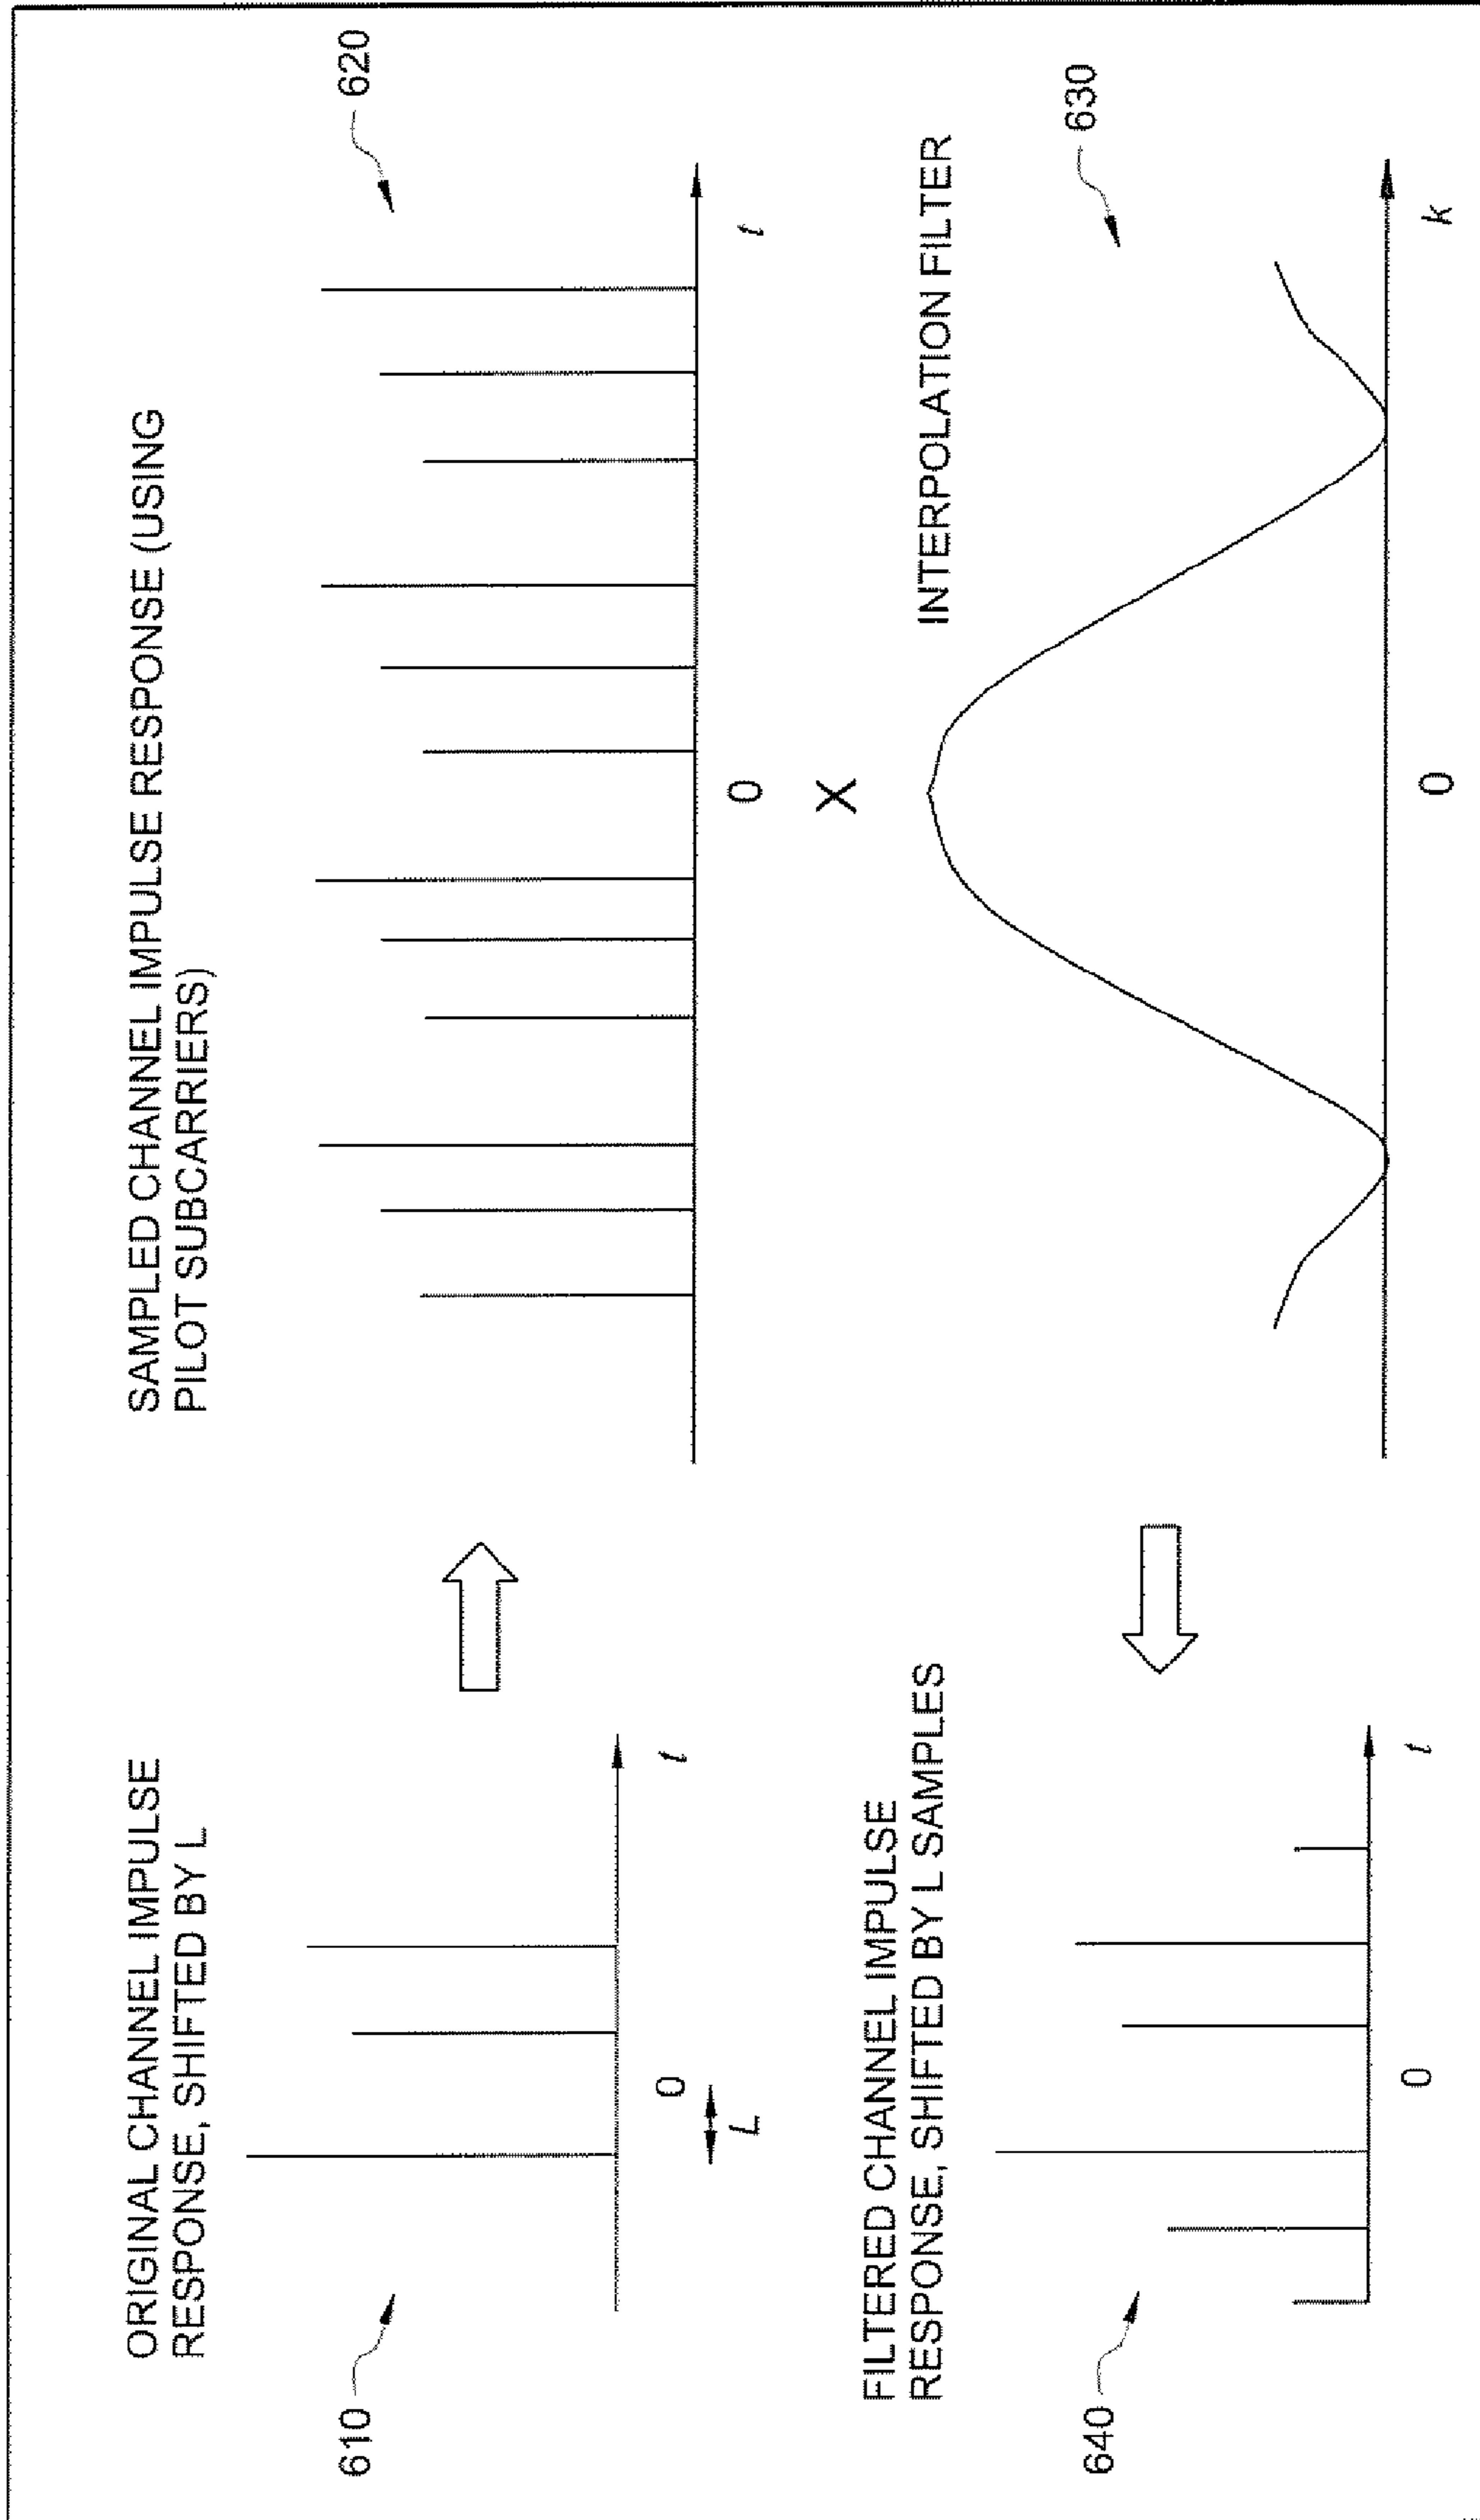 ORIGINAL CHANNEL IMPULSE
RESPONSE, SHIFTED BY L
610
0
t
L
SAMPLED CHANNEL IMPULSE RESPONSE (USING
PILOT SUBCARRIERS)
620
0
t
X
INTERPOLATION FILTER
630
0
k
FILTERED CHANNEL IMPULSE
RESPONSE, SHIFTED BY L SAMPLES
640
0
t